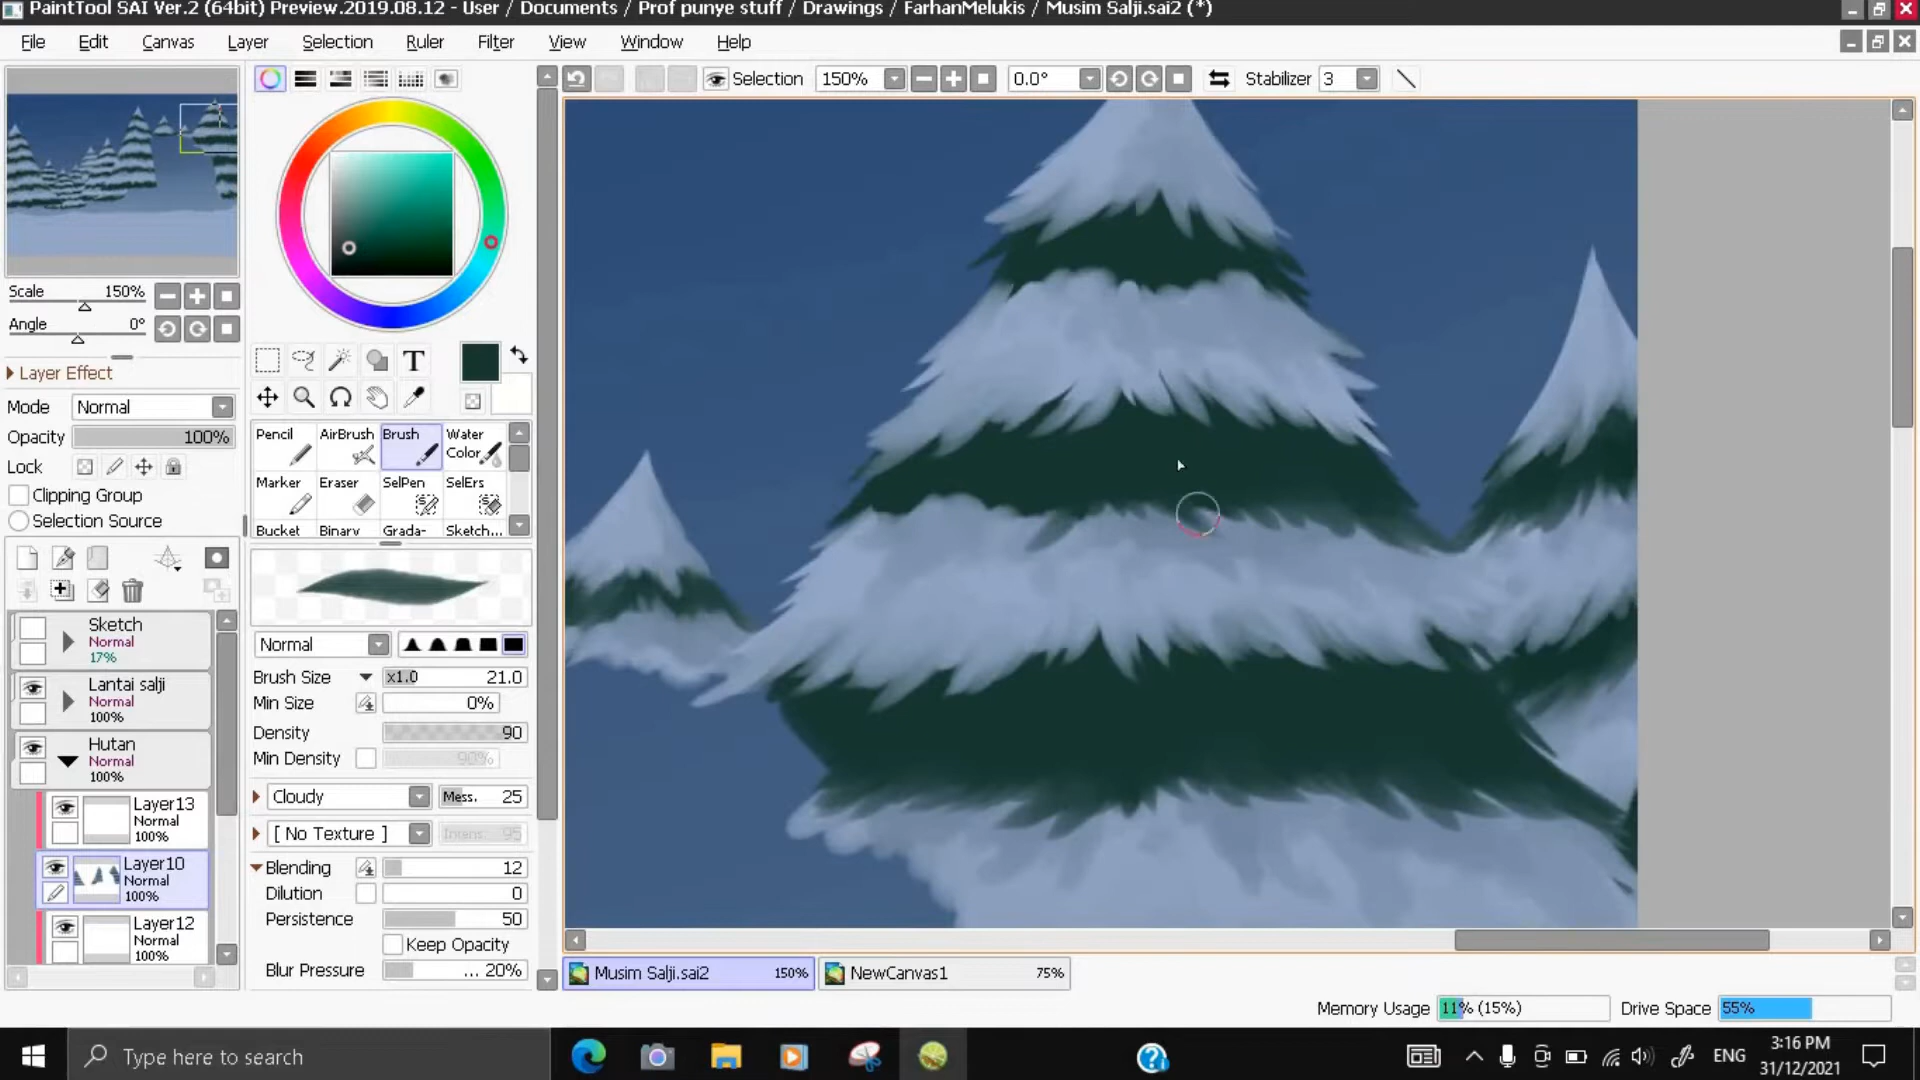 PaintTool SAI Ver.2 (64bit) Preview.2019.08.12 - User / Documents / Prof punye stuff / Drawings / FarhanMelukis / Musim Salji.sai2 (*)
File Edit Canvas Layer Selection Ruler Filter View Window Help
Selection 150% 0.0° Stabilizer 3
Scale 150%
Angle 0°
Layer Effect
Mode Normal
Opacity 100%
Lock
Clipping Group
Selection Source
Sketch
Normal
17%
Lantai salji
Normal
100%
Hutan
Normal
100%
Layer13
Normal
100%
Layer10
Normal
100%
Layer12
Normal
100%
T
Pencil AirBrush Brush Water Color
Marker Eraser SelPen SelErs
Bucket Binary Grada- Sketch...
Normal
Brush Size x1.0 21.0
Min Size 0%
Density 90
Min Density 90%
Cloudy Mess. 25
[ No Texture ] Intens. 95
Blending 12
Dilution 0
Persistence 50
Keep Opacity
Blur Pressure ... 20%
Musim Salji.sai2 150% NewCanvas1 75%
Memory Usage 11% (15%) Drive Space 55%
Type here to search
ENG
3:16 PM
31/12/2021